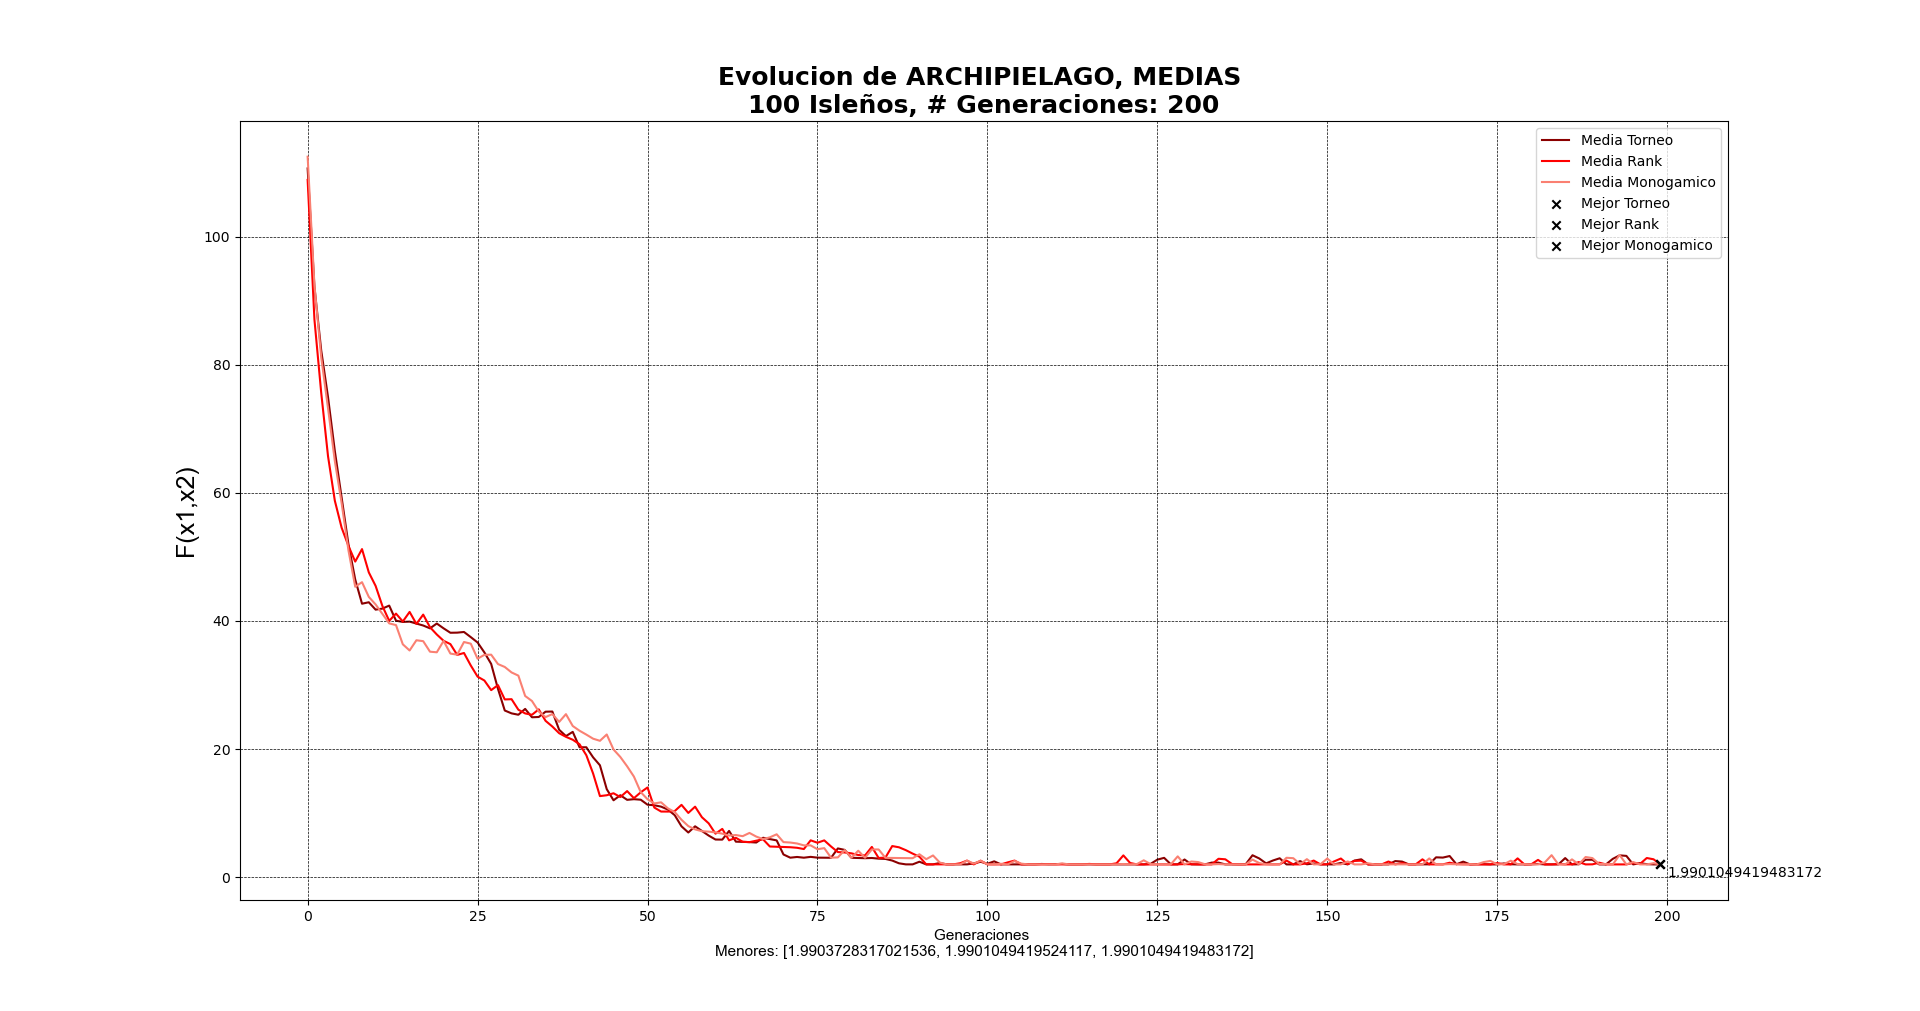 Evolucion de ARCHIPIELAGO, MEDIAS
100 Isleños, # Generaciones: 200
Media Torneo
Media Rank
Media Monogamico
Mejor Torneo
Mejor Rank
Mejor Monogamico
F(x1,x2)
100
80
60
40
20
0
1.9901049419483172
0 25 50 75 100 125 150 175 200
Generaciones
Menores: [1.9903728317021536, 1.9901049419524117, 1.9901049419483172]